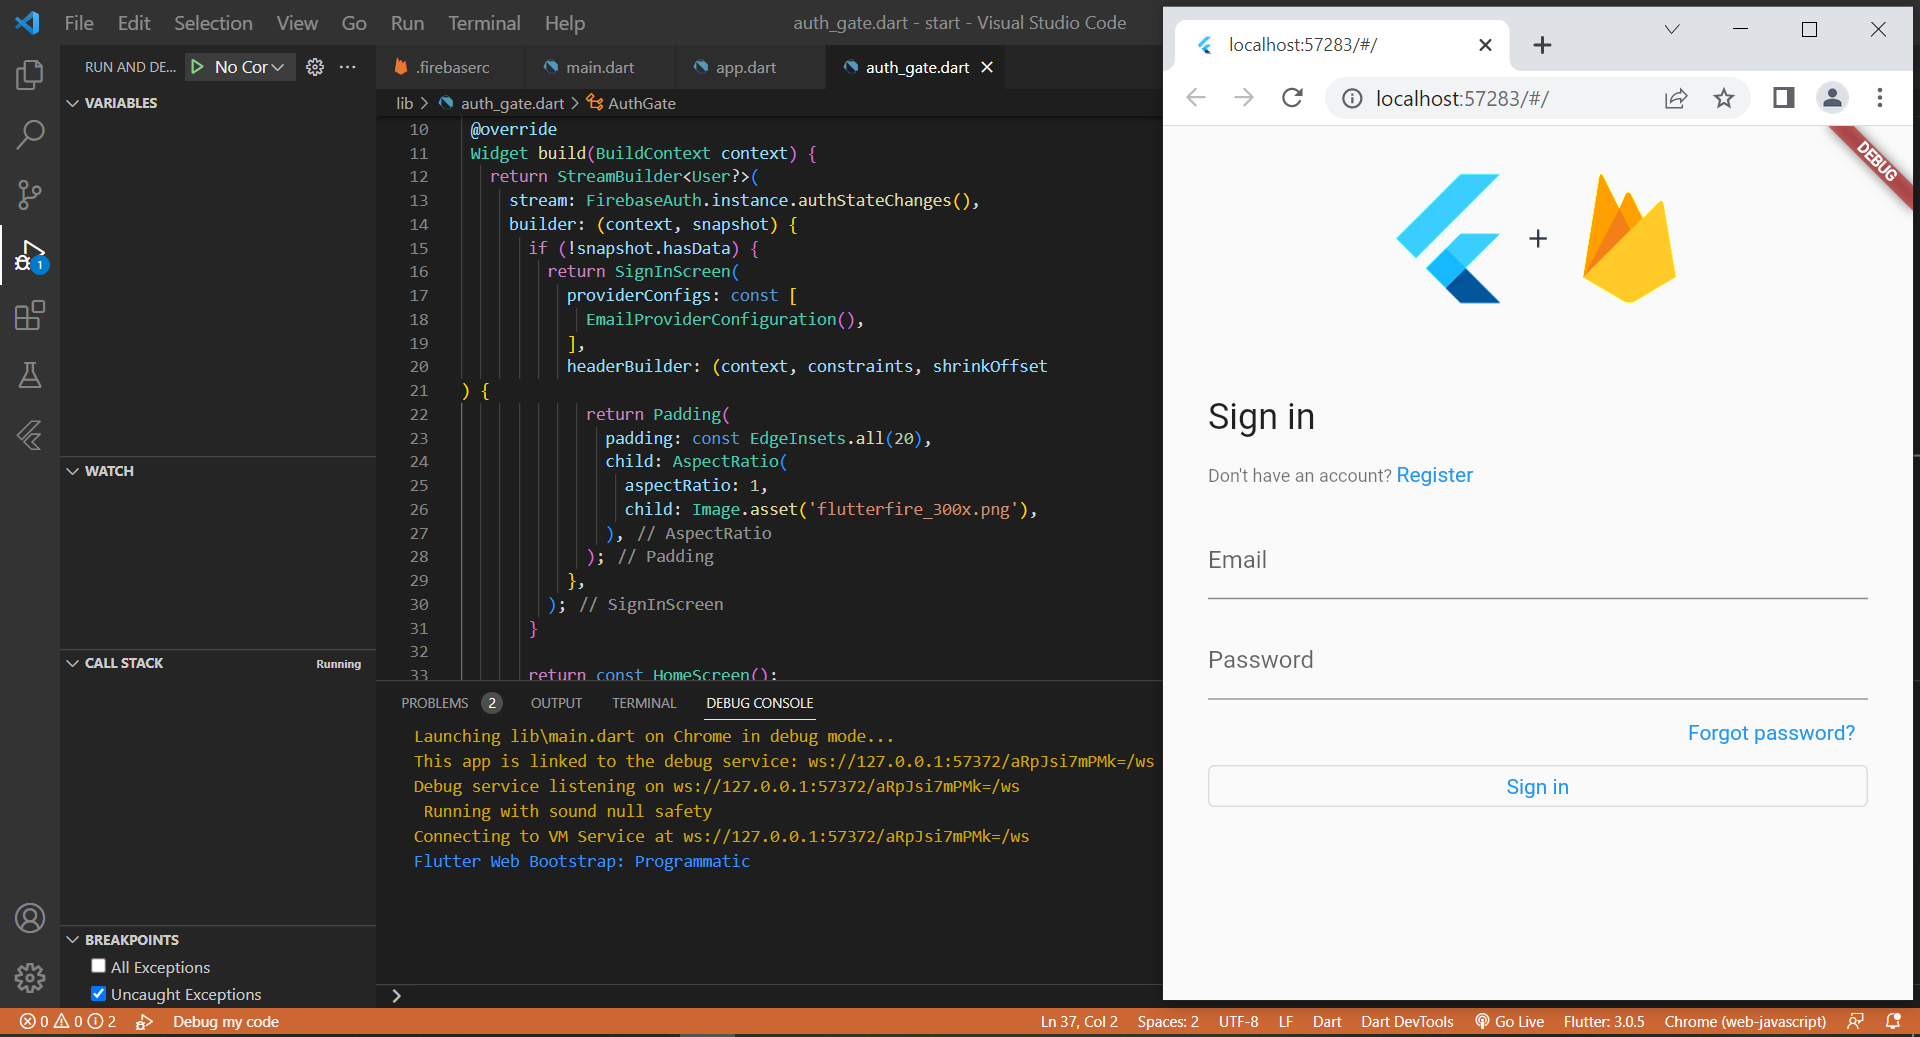 File Edit Selection View Go Run Terminal Help
auth_gate.dart - start - Visual Studio Code
RUN AND DE... No Cor
.firebaserc main.dart app.dart auth_gate.dart
lib > auth_gate.dart > AuthGate
VARIABLES
WATCH
CALL STACK Running
BREAKPOINTS
All Exceptions
Uncaught Exceptions
1
10 @override
11 Widget build(BuildContext context) {
12 return StreamBuilder<User?>(
13 stream: FirebaseAuth.instance.authStateChanges(),
14 builder: (context, snapshot) {
15 if (!snapshot.hasData) {
16 return SignInScreen(
17 providerConfigs: const [
18 EmailProviderConfiguration(),
19 ],
20 headerBuilder: (context, constraints, shrinkOffset
21 ) {
22 return Padding(
23 padding: const EdgeInsets.all(20),
24 child: AspectRatio(
25 aspectRatio: 1,
26 child: Image.asset('flutterfire_300x.png'),
27 ), // AspectRatio
28 ); // Padding
29 },
30 ); // SignInScreen
31 }
32
33 return const HomeScreen();
PROBLEMS 2 OUTPUT TERMINAL DEBUG CONSOLE
Launching lib\main.dart on Chrome in debug mode...
This app is linked to the debug service: ws://127.0.0.1:57372/aRpJsi7mPMk=/ws
Debug service listening on ws://127.0.0.1:57372/aRpJsi7mPMk=/ws
Running with sound null safety
Connecting to VM Service at ws://127.0.0.1:57372/aRpJsi7mPMk=/ws
Flutter Web Bootstrap: Programmatic
>
localhost:57283/#/
localhost:57283/#/
DEBUG
+
Sign in
Don't have an account? Register
Email
Password
Forgot password?
Sign in
0 0 2 Debug my code
Ln 37, Col 2 Spaces: 2 UTF-8 LF Dart Dart DevTools Go Live Flutter: 3.0.5 Chrome (web-javascript)